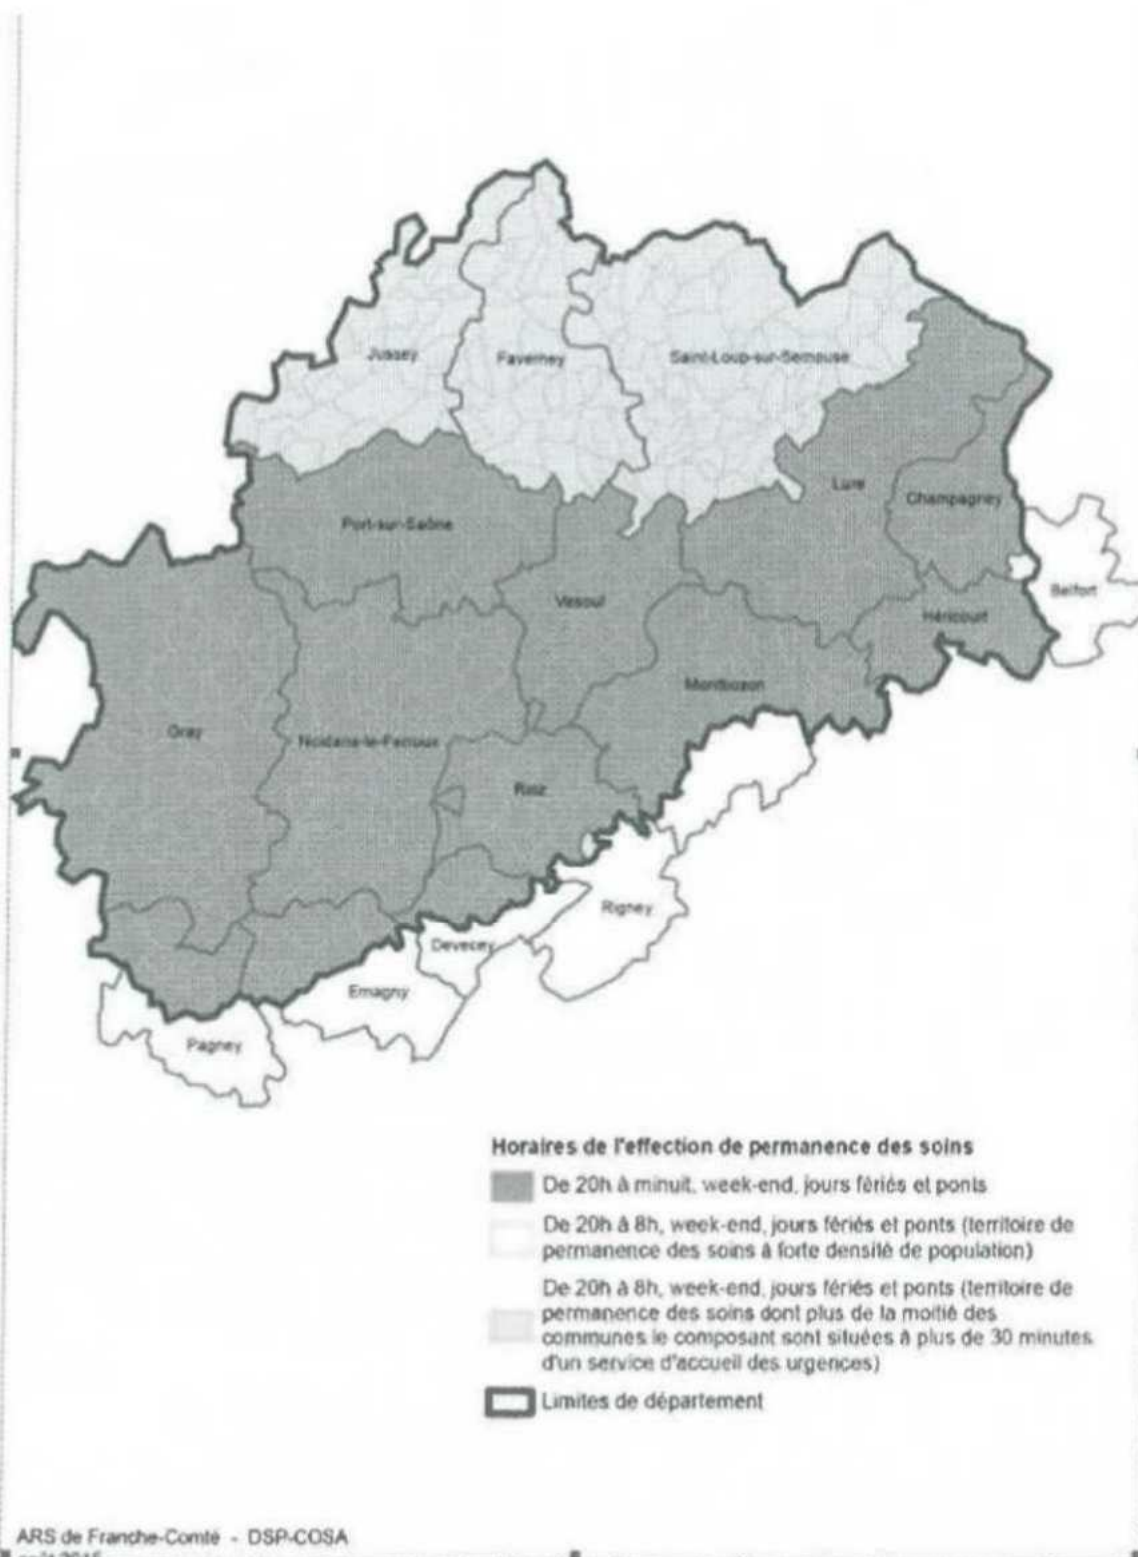 Jussey
Faverney
Saint-Loup-sur-Semouse
Lure
Champagney
Port-sur-Saône
Belfort
Vesoul
Héricourt
Montbozon
Gray
Noidans-le-Ferroux
Rioz
Rigney
Devecey
Emagny
Pagney
Horaires de l'effection de permanence des soins
De 20h à minuit, week-end, jours fériés et ponts
De 20h à 8h, week-end, jours fériés et ponts (territoire de
permanence des soins à forte densité de population)
De 20h à 8h, week-end, jours fériés et ponts (territoire de
permanence des soins dont plus de la moitié des
communes le composant sont situées à plus de 30 minutes
d'un service d'accueil des urgences)
Limites de département
ARS de Franche-Comté - DSP-COSA